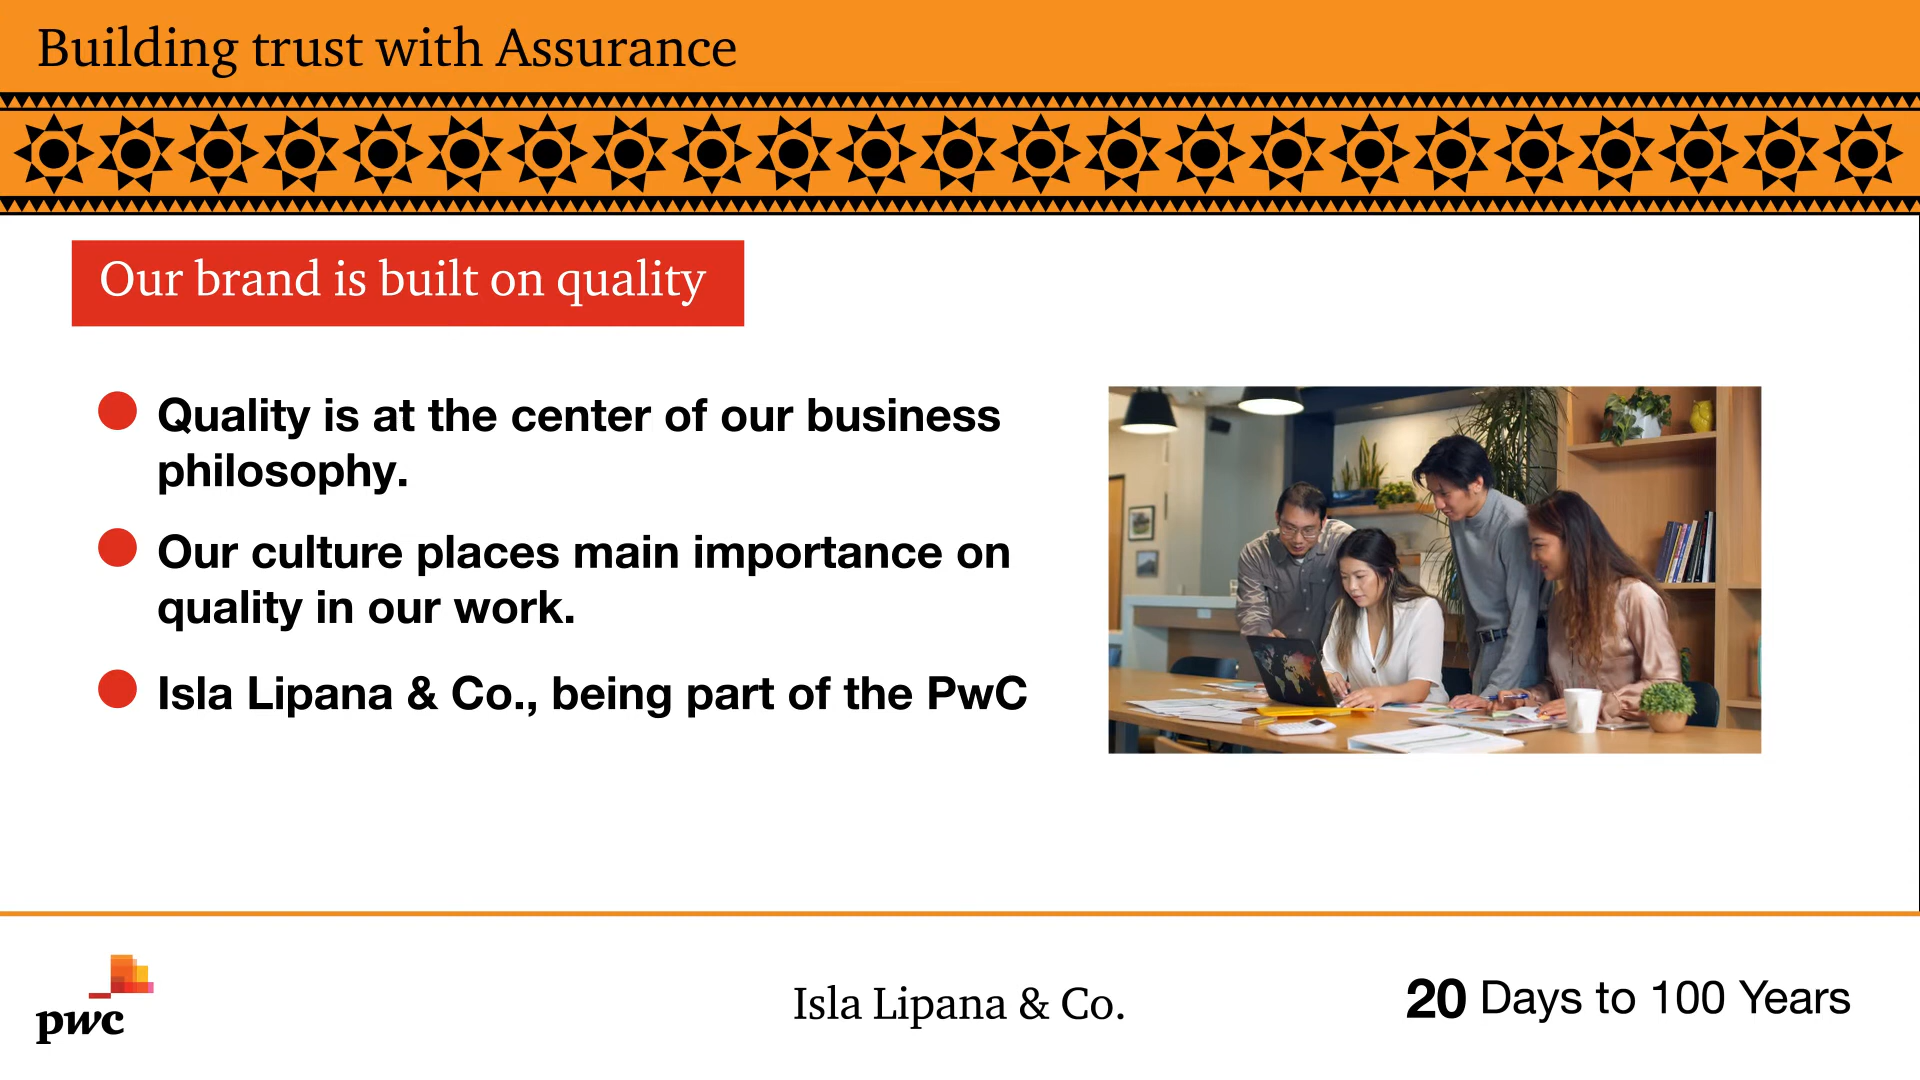 Building trust with Assurance
Our brand is built on quality
Quality is at the center of our business
philosophy.
Our culture places main importance on
quality in our work.
Isla Lipana & Co., being part of the PwC
pwc
Isla Lipana & Co.
20 Days to 100 Years